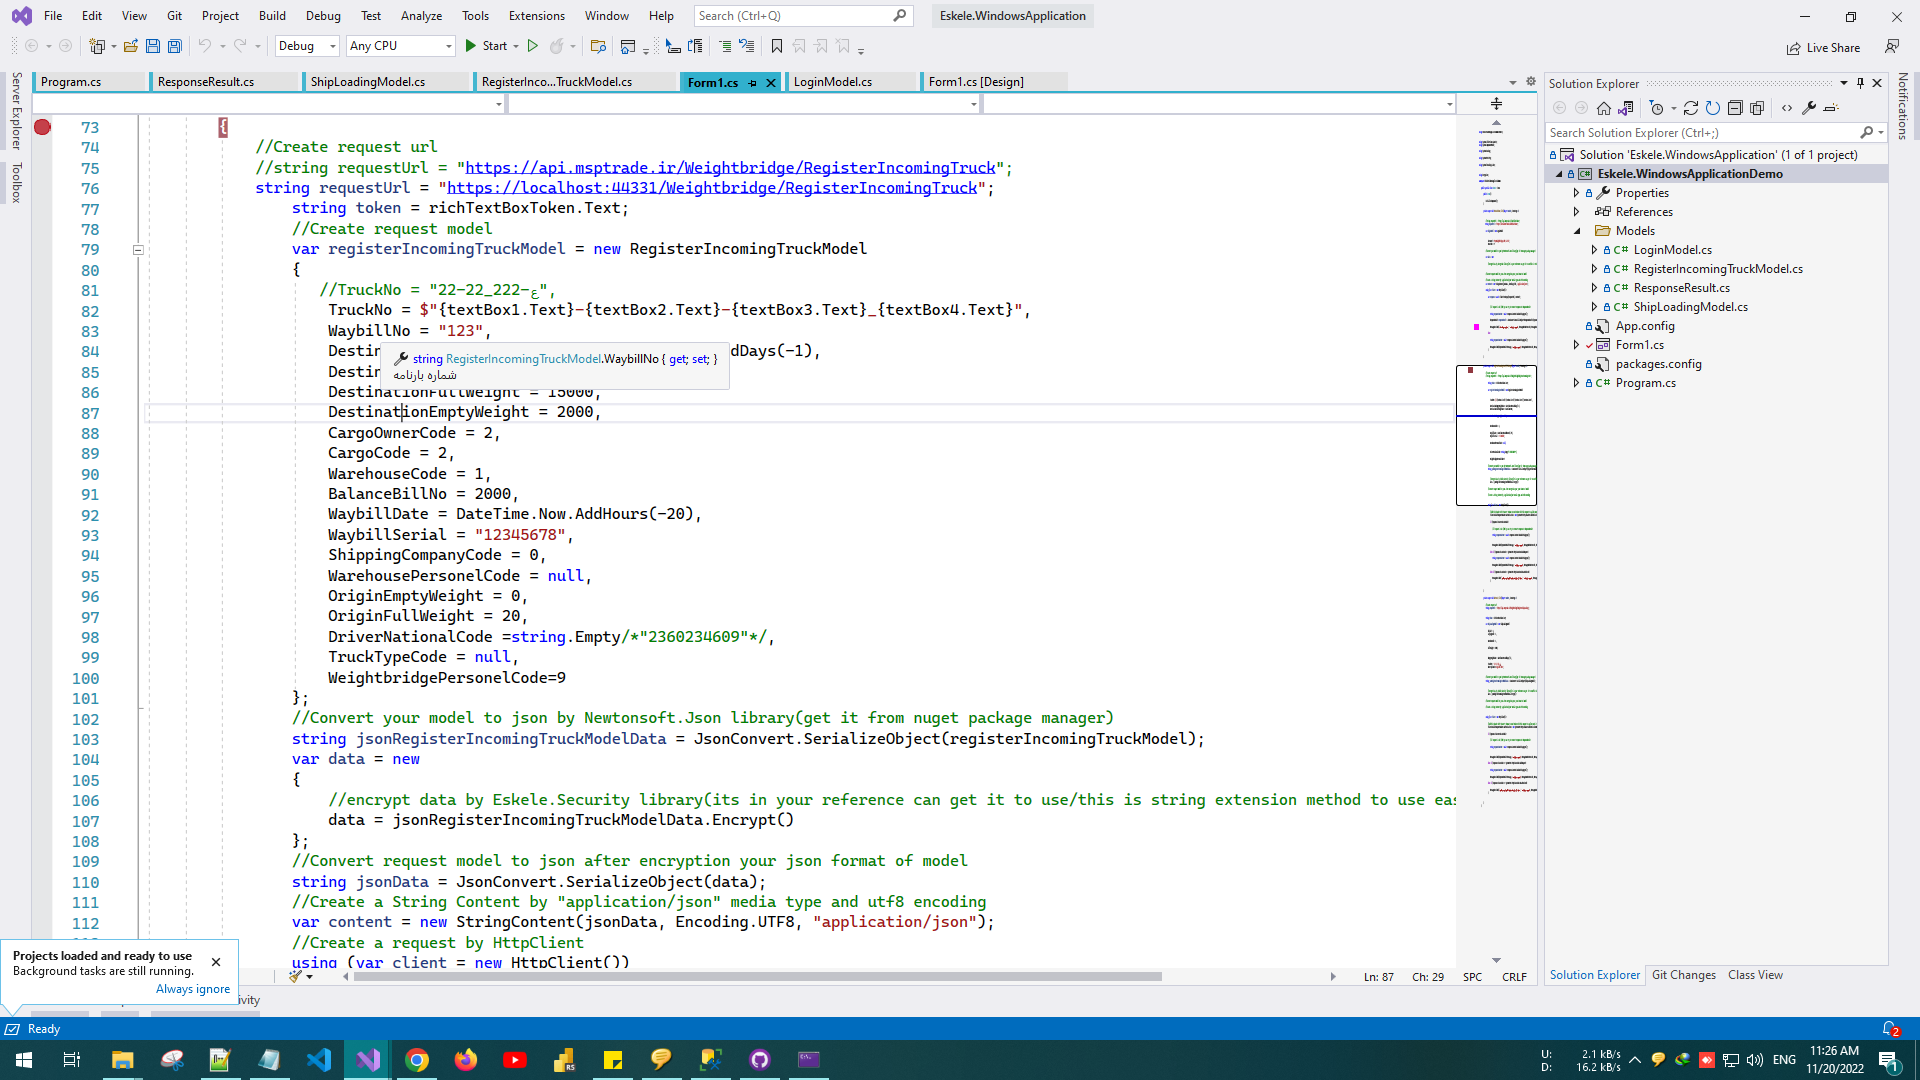 File Edit View Git Project Build Debug Test Analyze Tools Extensions Window Help Search (Ctrl+Q) Eskele.WindowsApplication
Debug Any CPU Start Live Share
Server Explorer
Toolbox
Notifications
Program.cs ResponseResult.cs ShipLoadingModel.cs RegisterInco...TruckModel.cs Form1.cs LoginModel.cs Form1.cs [Design]
73 {
74 //Create request url
75 //string requestUrl = "https://api.msptrade.ir/Weightbridge/RegisterIncomingTruck";
76 string requestUrl = "https://localhost:44331/Weightbridge/RegisterIncomingTruck";
77 string token = richTextBoxToken.Text;
78 //Create request model
79 var registerIncomingTruckModel = new RegisterIncomingTruckModel
80 {
81 //TruckNo = "22-22_222-ع",
82 TruckNo = $"{textBox1.Text}-{textBox2.Text}-{textBox3.Text}_{textBox4.Text}",
83 WaybillNo = "123",
84 Destin dDays(-1),
string RegisterIncomingTruckModel.WaybillNo { get; set; }
شماره بارنامه
85 Destin
86 DestinationFullWeight = 15000,
87 DestinationEmptyWeight = 2000,
88 CargoOwnerCode = 2,
89 CargoCode = 2,
90 WarehouseCode = 1,
91 BalanceBillNo = 2000,
92 WaybillDate = DateTime.Now.AddHours(-20),
93 WaybillSerial = "12345678",
94 ShippingCompanyCode = 0,
95 WarehousePersonelCode = null,
96 OriginEmptyWeight = 0,
97 OriginFullWeight = 20,
98 DriverNationalCode =string.Empty/*"2360234609"*/,
99 TruckTypeCode = null,
100 WeightbridgePersonelCode=9
101 };
102 //Convert your model to json by Newtonsoft.Json library(get it from nuget package manager)
103 string jsonRegisterIncomingTruckModelData = JsonConvert.SerializeObject(registerIncomingTruckModel);
104 var data = new
105 {
106 //encrypt data by Eskele.Security library(its in your reference can get it to use/this is string extension method to use eas
107 data = jsonRegisterIncomingTruckModelData.Encrypt()
108 };
109 //Convert request model to json after encryption your json format of model
110 string jsonData = JsonConvert.SerializeObject(data);
111 //Create a String Content by "application/json" media type and utf8 encoding
112 var content = new StringContent(jsonData, Encoding.UTF8, "application/json");
//Create a request by HttpClient
using (var client = new HttpClient())
Ln: 87 Ch: 29 SPC CRLF
Solution Explorer
Search Solution Explorer (Ctrl+;)
Solution 'Eskele.WindowsApplication' (1 of 1 project)
Eskele.WindowsApplicationDemo
Properties
References
Models
C# LoginModel.cs
C# RegisterIncomingTruckModel.cs
C# ResponseResult.cs
C# ShipLoadingModel.cs
App.config
Form1.cs
packages.config
C# Program.cs
Solution Explorer Git Changes Class View
Projects loaded and ready to use
Background tasks are still running.
Always ignore
Ready 2
U: 2.1 kB/s
D: 16.2 kB/s
ENG
11:26 AM
11/20/2022
1